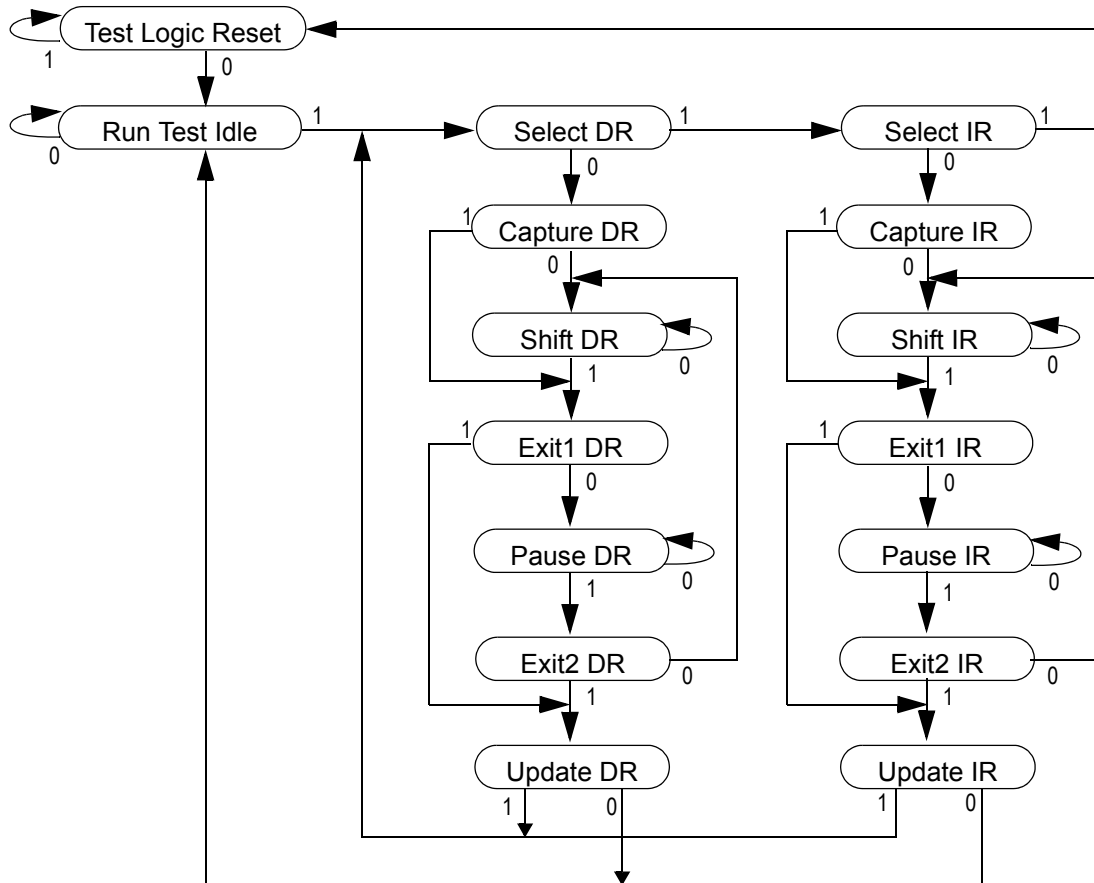 Test Logic Reset
1
0
Run Test Idle
1
0
Select DR
1
0
Select IR
1
0
1
Capture DR
0
1
Capture IR
0
Shift DR
0
1
Shift IR
0
1
1
Exit1 DR
0
1
Exit1 IR
0
Pause DR
0
1
Pause IR
0
1
Exit2 DR
0
1
Exit2 IR
0
1
Update DR
1
0
Update IR
1
0